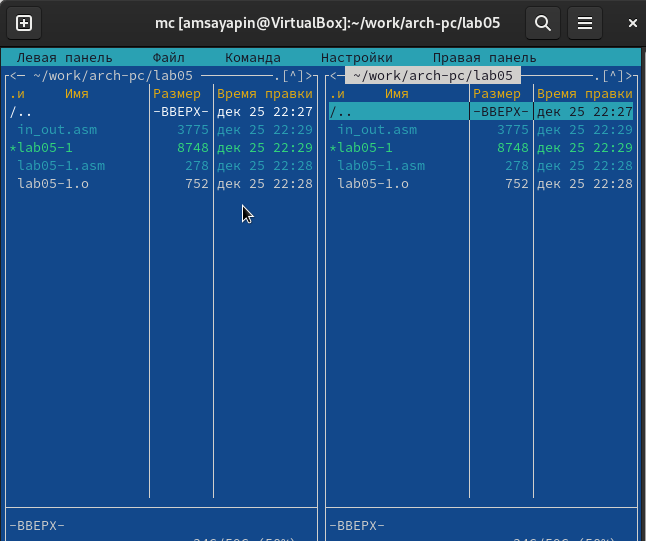 mc [amsayapin@VirtualBox]:~/work/arch-pc/lab05
Левая панель Файл Команда Настройки Правая панель
<─ ~/work/arch-pc/lab05 ─.[^]>
.и Имя Размер Время правки
/.. -ВВЕРХ- дек 25 22:27
in_out.asm 3775 дек 25 22:29
*lab05-1 8748 дек 25 22:29
lab05-1.asm 278 дек 25 22:28
lab05-1.o 752 дек 25 22:28
-ВВЕРХ-
<─ ~/work/arch-pc/lab05 ─.[^]>
.и Имя Размер Время правки
/.. -ВВЕРХ- дек 25 22:27
in_out.asm 3775 дек 25 22:29
*lab05-1 8748 дек 25 22:29
lab05-1.asm 278 дек 25 22:28
lab05-1.o 752 дек 25 22:28
-ВВЕРХ-